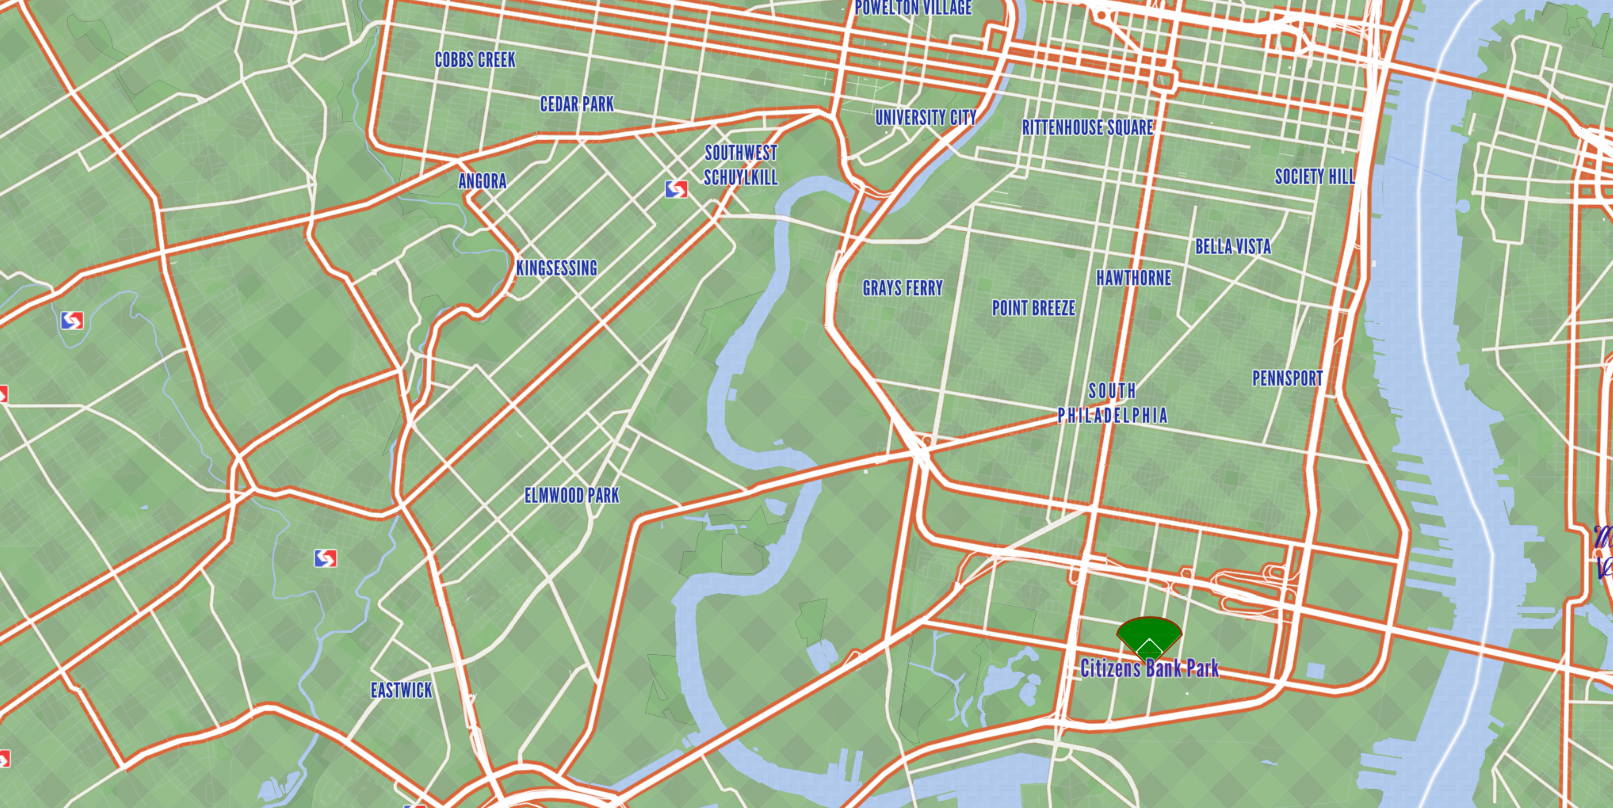 POWELTON VILLAGE
COBBS CREEK
CEDAR PARK
UNIVERSITY CITY
RITTENHOUSE SQUARE
SOUTHWEST
SCHUYLKILL
ANGORA
SOCIETY HILL
BELLA VISTA
KINGSESSING
HAWTHORNE
GRAYS FERRY
POINT BREEZE
PENNSPORT
SOUTH
PHILADELPHIA
ELMWOOD PARK
Citizens Bank Park
EASTWICK